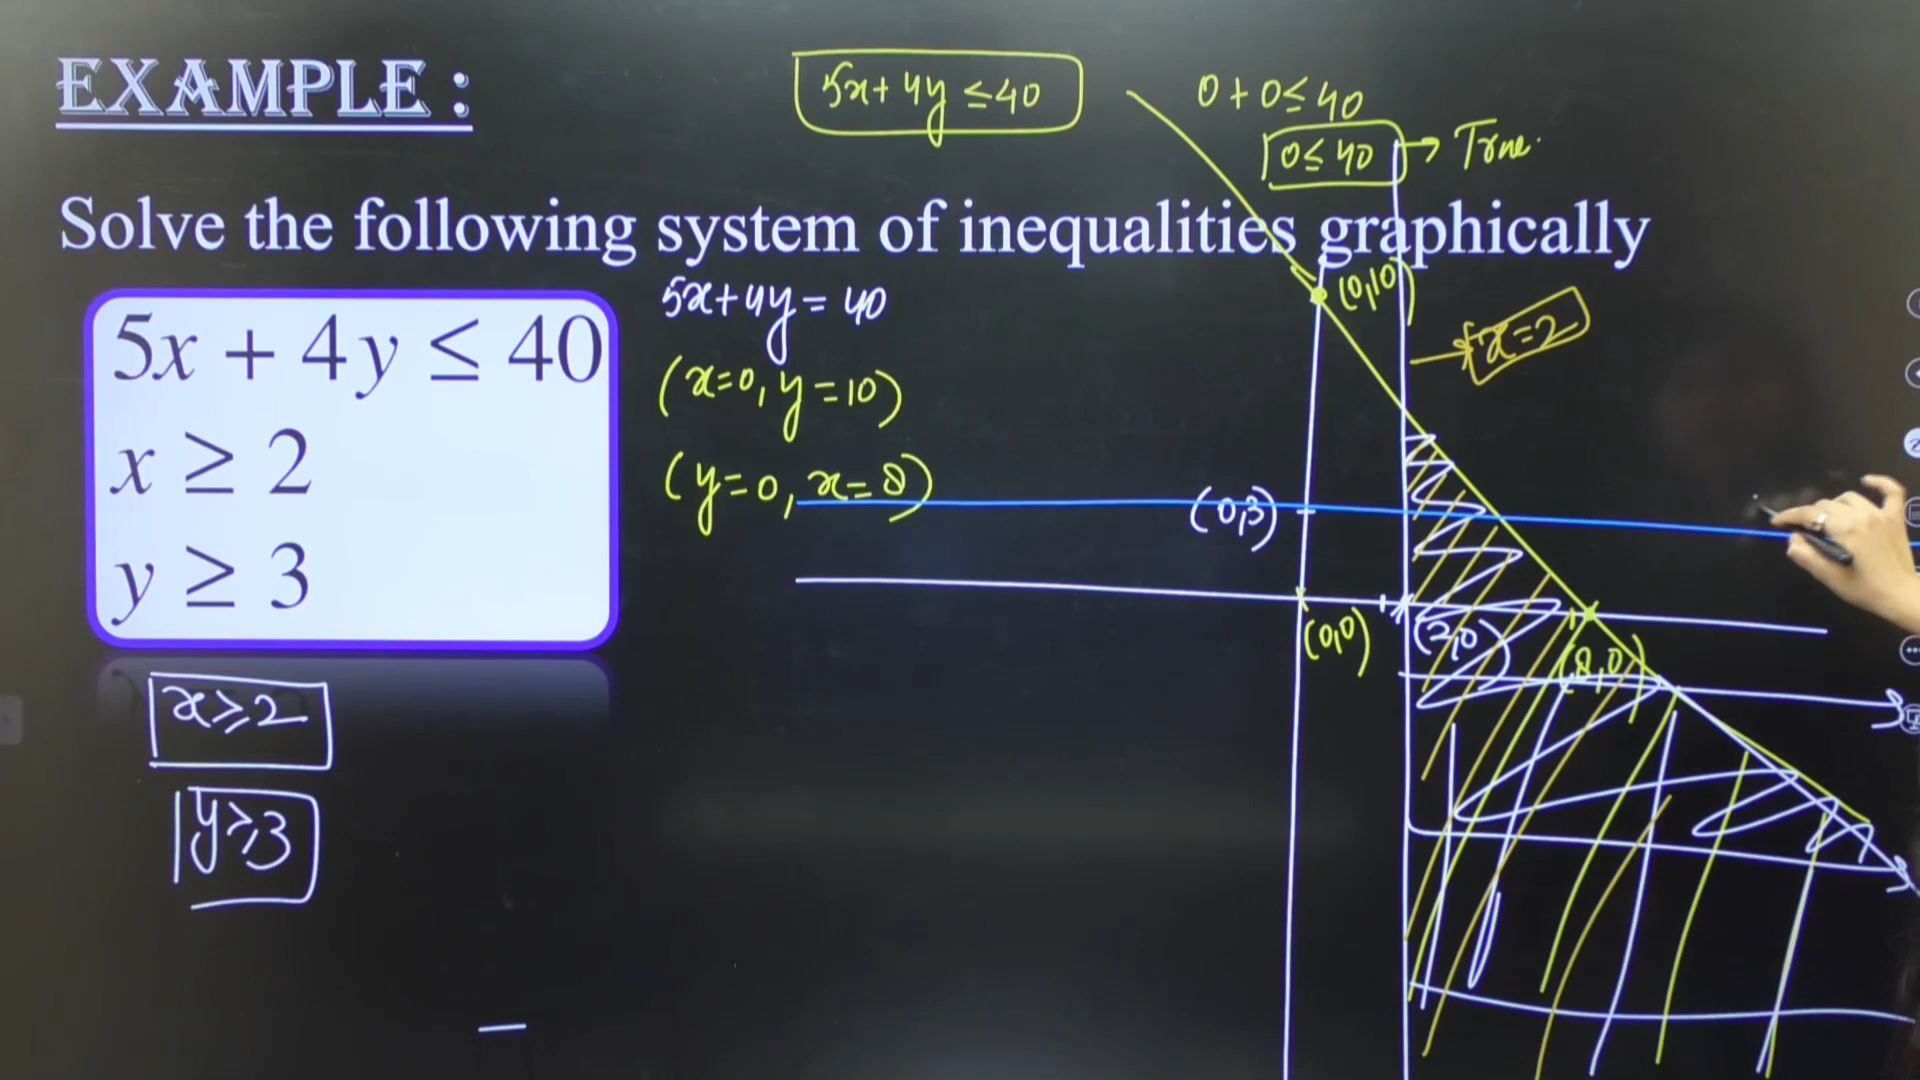 EXAMPLE :
5x+4y ≤40
0+0≤40
0≤40 → True.
Solve the following system of inequalities graphically
5x + 4y ≤ 40
x ≥ 2
y ≥ 3
5x+4y=40
(x=0, y=10)
(y=0, x=8)
(0,10)
x=2
(0,3)
(0,0)
(2,0)
(8,0)
x≥2
y≥3